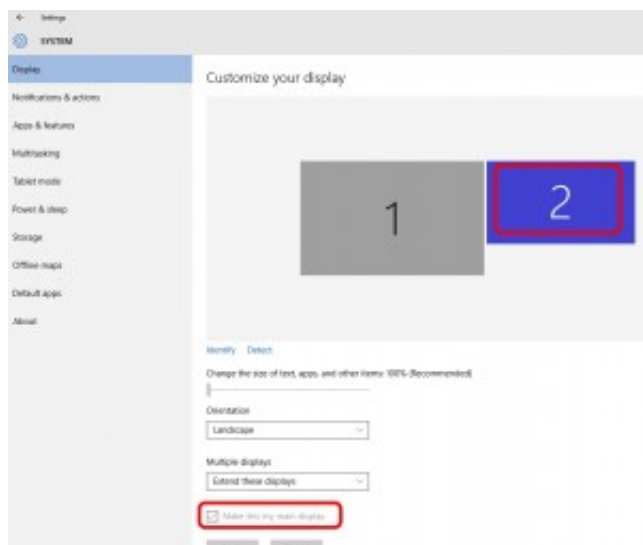 Settings
SYSTEM
Display
Notifications & actions
Apps & features
Multitasking
Tablet mode
Power & sleep
Storage
Offline maps
Default apps
About
Customize your display
1
2
Identify Detect
Change the size of text, apps, and other items: 100% (Recommended)
Orientation
Landscape
Multiple displays
Extend these displays
Make this my main display